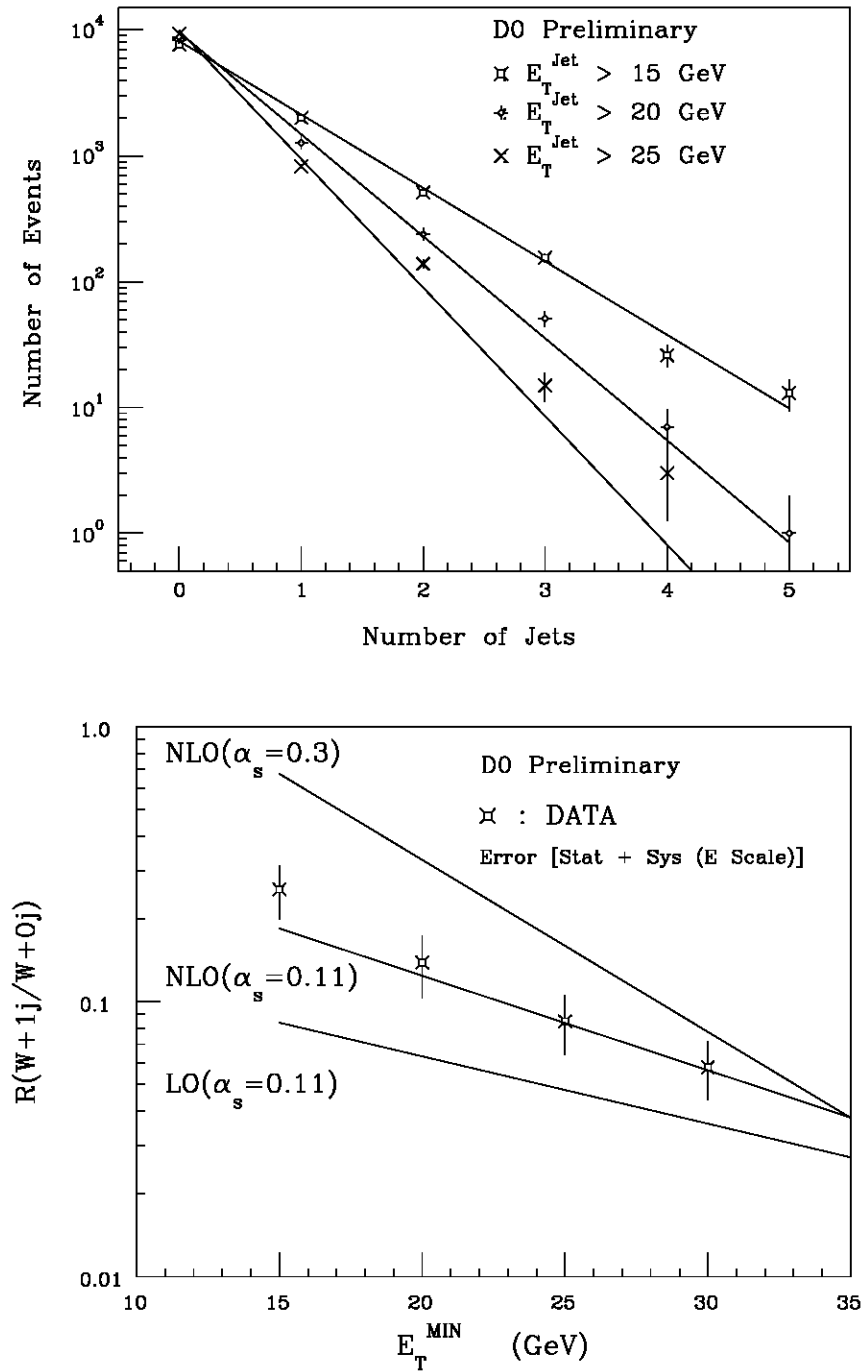 D0 Preliminary
E_T^Jet > 15 GeV
E_T^Jet > 20 GeV
E_T^Jet > 25 GeV
Number of Events
10^4
10^3
10^2
10^1
10^0
0 1 2 3 4 5
Number of Jets
1.0
0.1
0.01
R(W+1j/W+0j)
NLO(α_s=0.3)
D0 Preliminary
: DATA
Error [Stat + Sys (E Scale)]
NLO(α_s=0.11)
LO(α_s=0.11)
10 15 20 25 30 35
E_T^MIN (GeV)